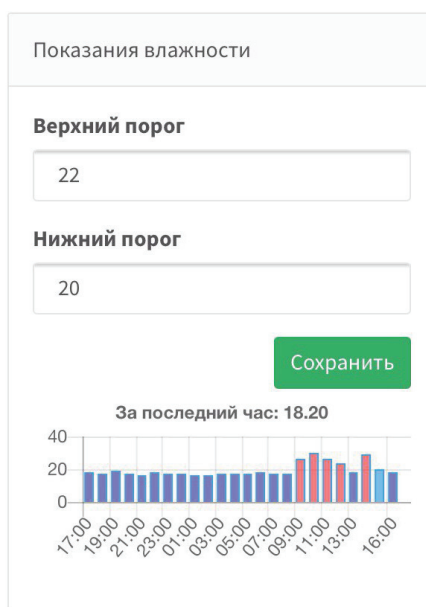 Показания влажности
Верхний порог
22
Нижний порог
20
Сохранить
За последний час: 18.20
40
20
0
17:00 19:00 21:00 23:00 01:00 03:00 05:00 07:00 09:00 11:00 13:00 16:00